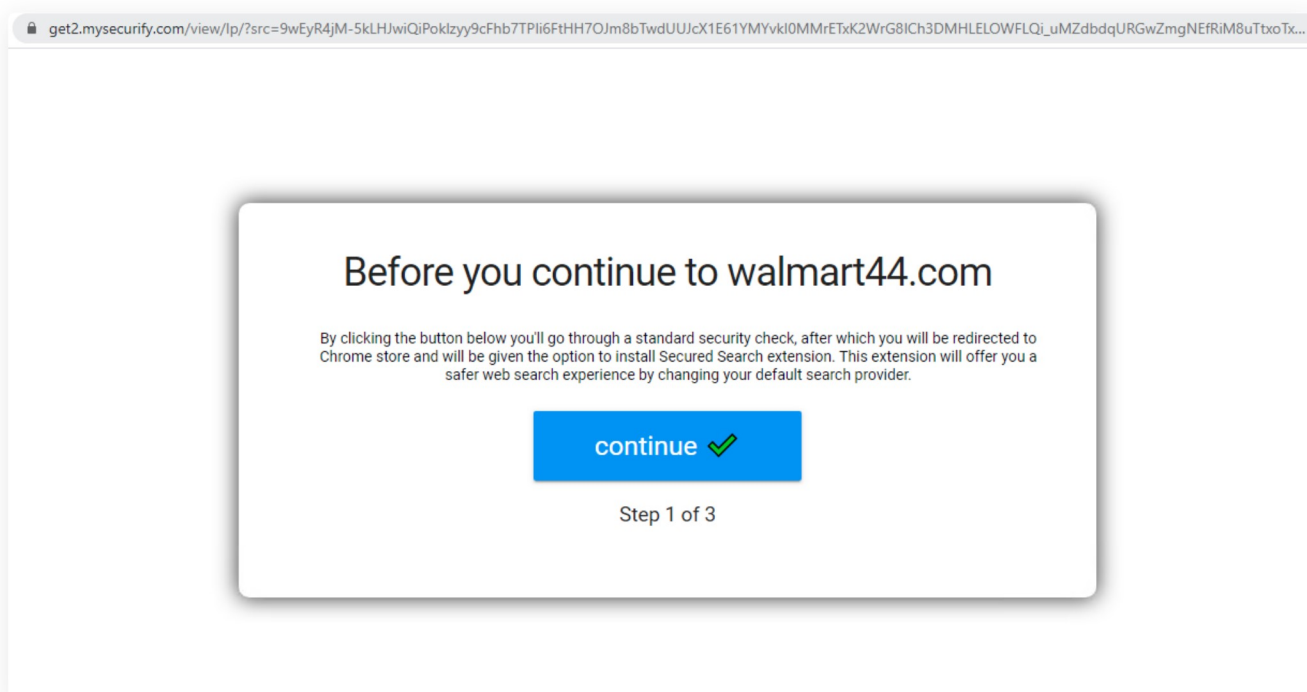 get2.mysecurify.com/view/lp/?src=9wEyR4jM-5kLHJwiQiPokIzyy9cFhb7TPli6FtHH7OJm8bTwdUUJcX1E61YMYvkI0MMrETxK2WrG8ICh3DMHLELOWFLQi_uMZdbdqURGwZmgNEfRiM8uTtxoTx...
Before you continue to walmart44.com
By clicking the button below you'll go through a standard security check, after which you will be redirected to
Chrome store and will be given the option to install Secured Search extension. This extension will offer you a
safer web search experience by changing your default search provider.
continue
Step 1 of 3